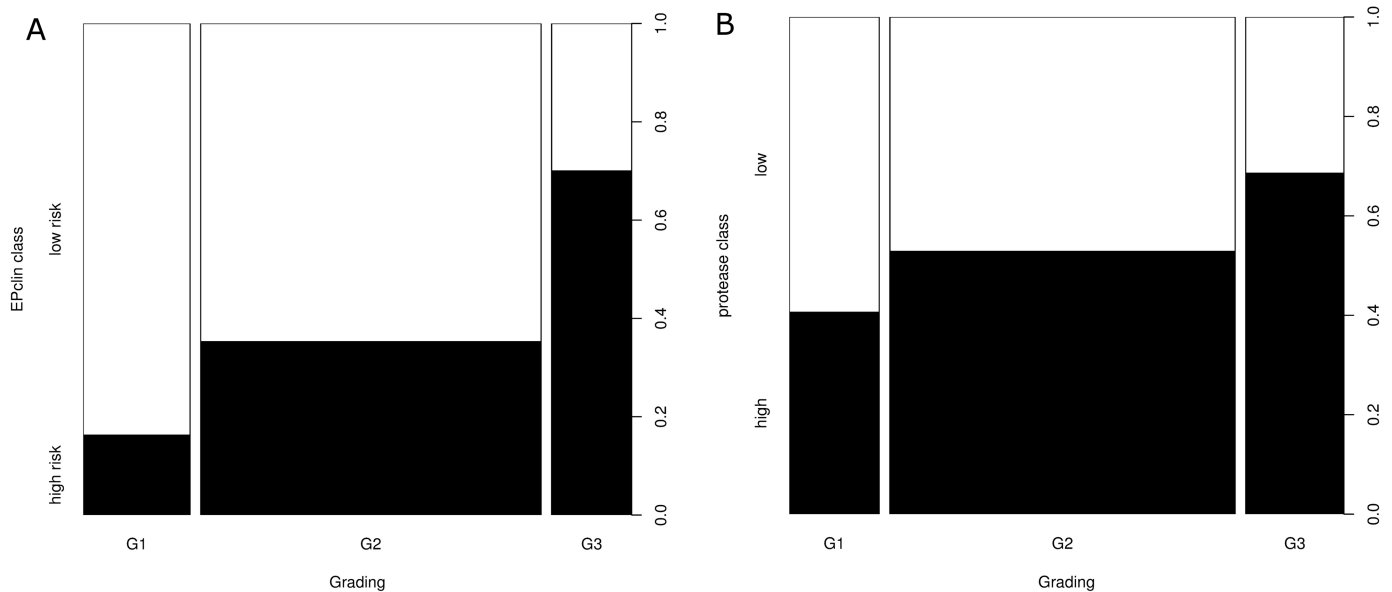 A
EPclin class
low risk
high risk
1.0
0.8
0.6
0.4
0.2
0.0
G1
G2
G3
Grading
B
protease class
low
high
1.0
0.8
0.6
0.4
0.2
0.0
G1
G2
G3
Grading